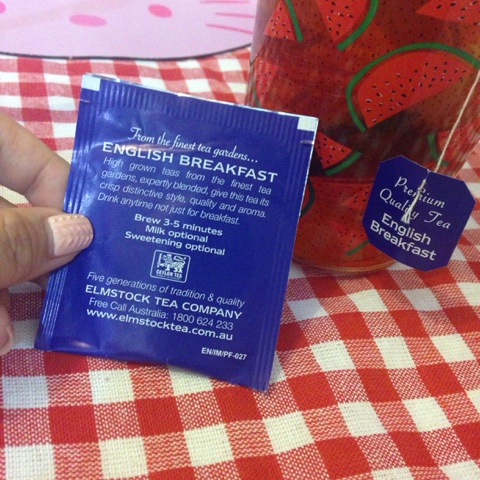 From the finest tea gardens...
ENGLISH BREAKFAST
High grown teas from the finest tea
gardens, expertly blended, give this tea its
crisp distinctive style, quality and aroma.
Drink anytime not just for breakfast.
Brew 3-5 minutes
Milk optional
Sweetening optional
CEYLON TEA
Five generations of tradition & quality
ELMSTOCK TEA COMPANY
Free Call Australia: 1800 624 233
www.elmstocktea.com.au
EN/IM/PF-027
Premium
Quality Tea
English
Breakfast